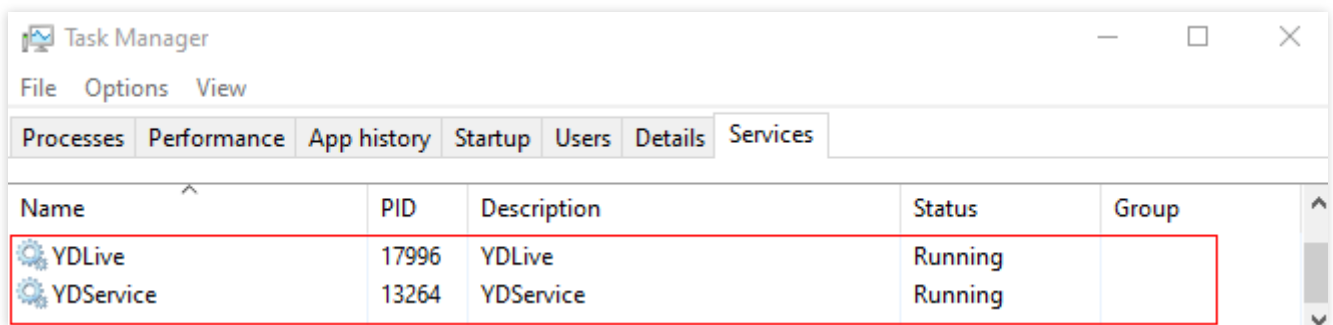 Task Manager
File Options View
Processes Performance App history Startup Users Details Services
Name PID Description Status Group
YDLive 17996 YDLive Running
YDService 13264 YDService Running